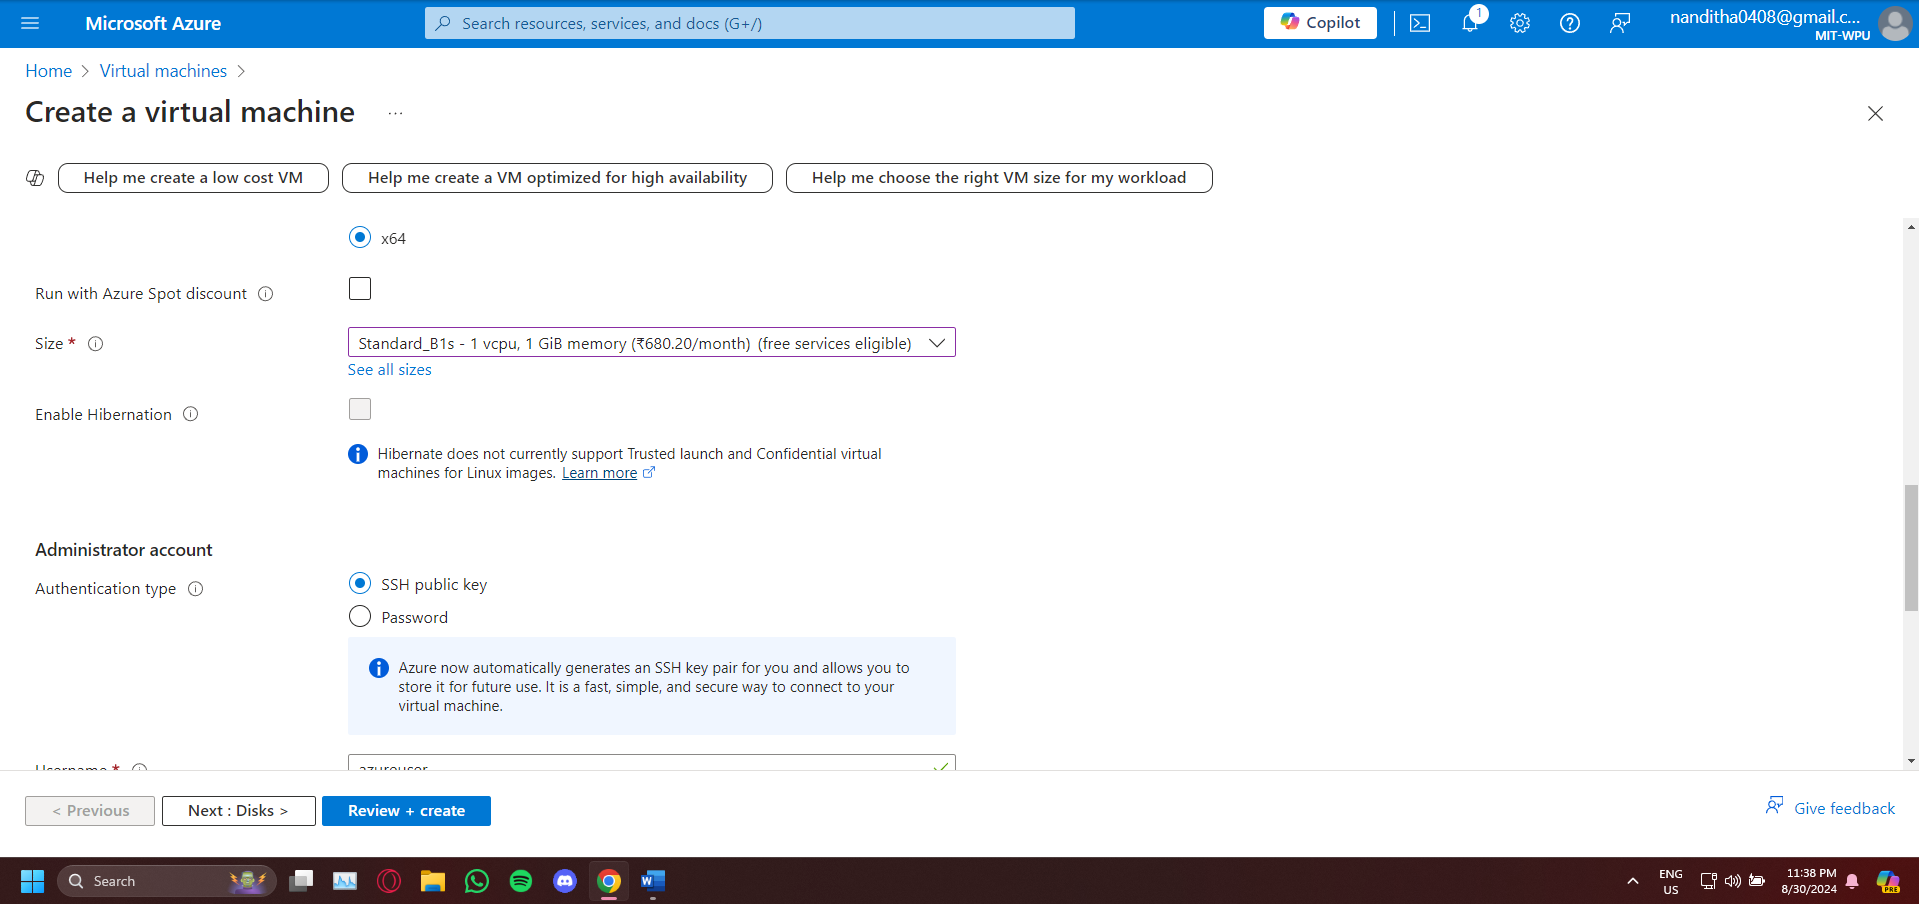 Microsoft Azure
Search resources, services, and docs (G+/)
Copilot
1
nanditha0408@gmail.c...
MIT-WPU
Home > Virtual machines >
Create a virtual machine ...
Help me create a low cost VM
Help me create a VM optimized for high availability
Help me choose the right VM size for my workload
x64
Run with Azure Spot discount
Size *
Standard_B1s - 1 vcpu, 1 GiB memory (₹680.20/month) (free services eligible)
See all sizes
Enable Hibernation
Hibernate does not currently support Trusted launch and Confidential virtual
machines for Linux images. Learn more
Administrator account
Authentication type
SSH public key
Password
Azure now automatically generates an SSH key pair for you and allows you to
store it for future use. It is a fast, simple, and secure way to connect to your
virtual machine.
Username *
azureuser
< Previous
Next : Disks >
Review + create
Give feedback
Search
ENG
US
11:38 PM
8/30/2024
PRE